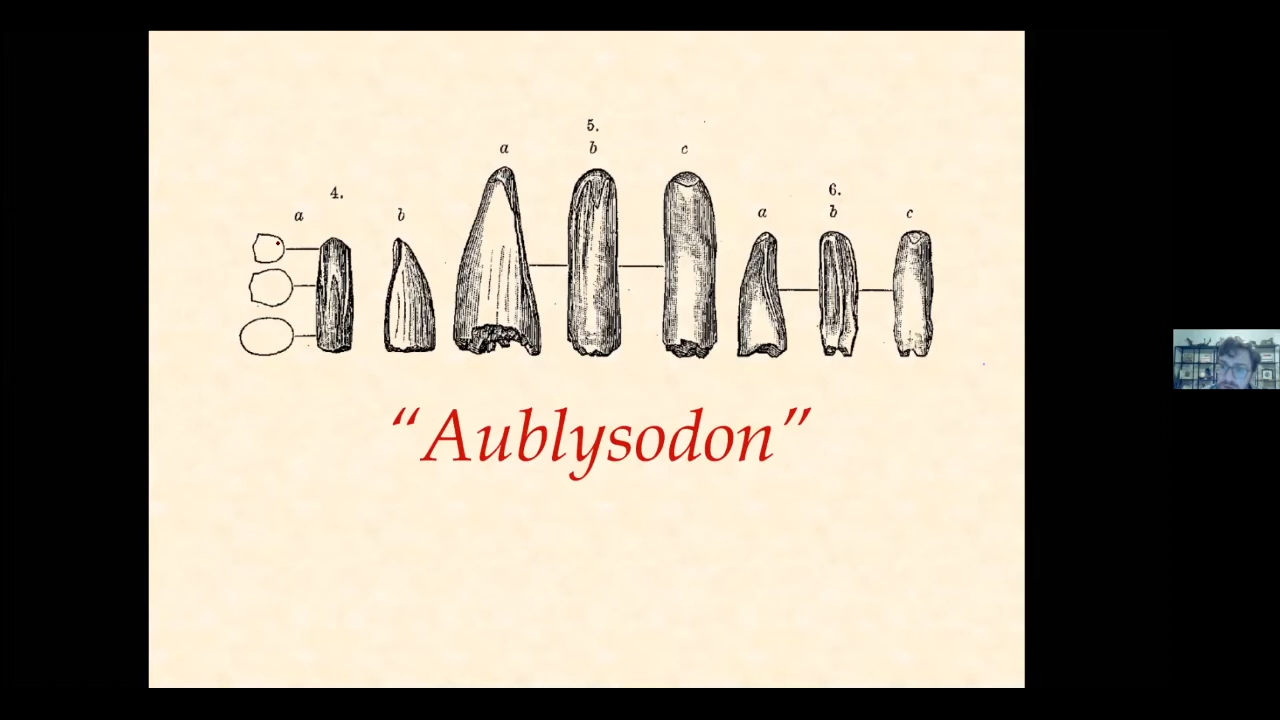 5.
a b c
4. 6.
a b a b c
“Aublysodon”